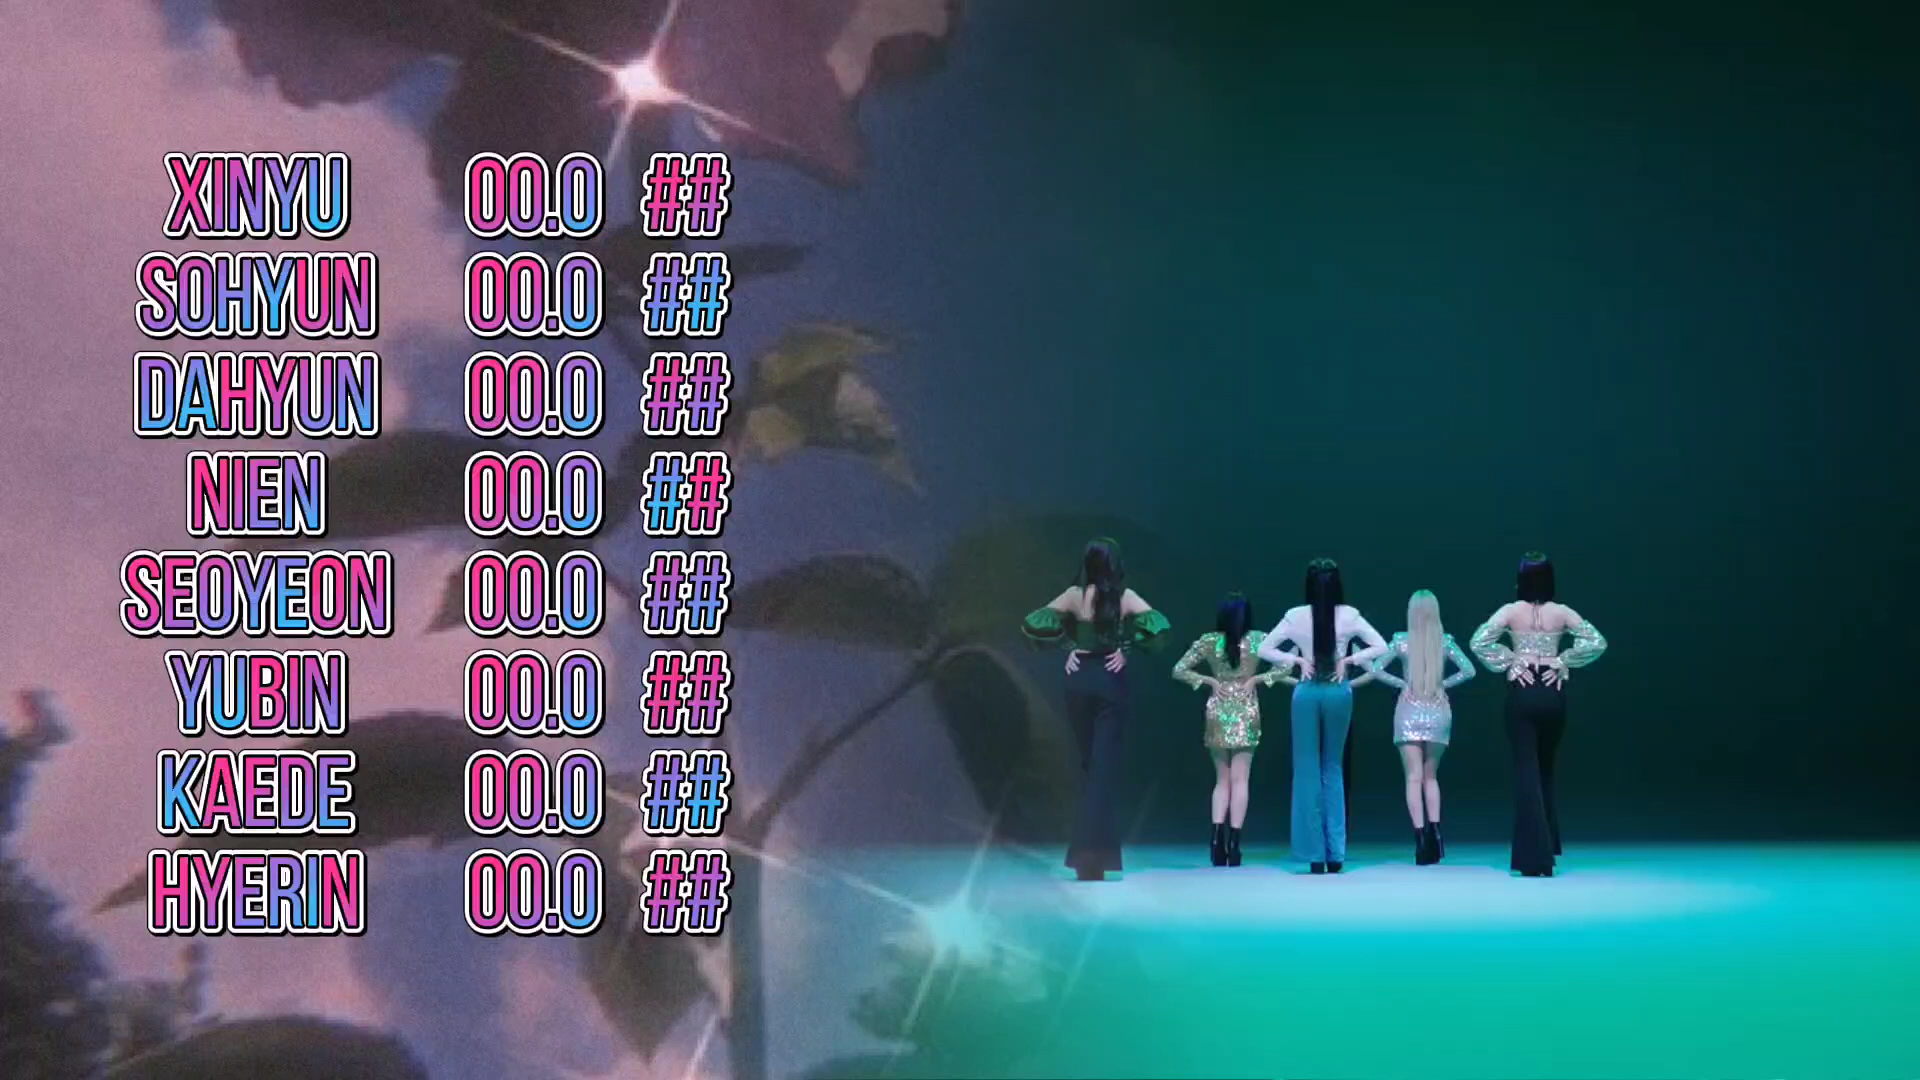 XINYU 00.0 ##
SOHYUN 00.0 ##
DAHYUN 00.0 ##
NIEN 00.0 ##
SEOYEON 00.0 ##
YUBIN 00.0 ##
KAEDE 00.0 ##
HYERIN 00.0 ##